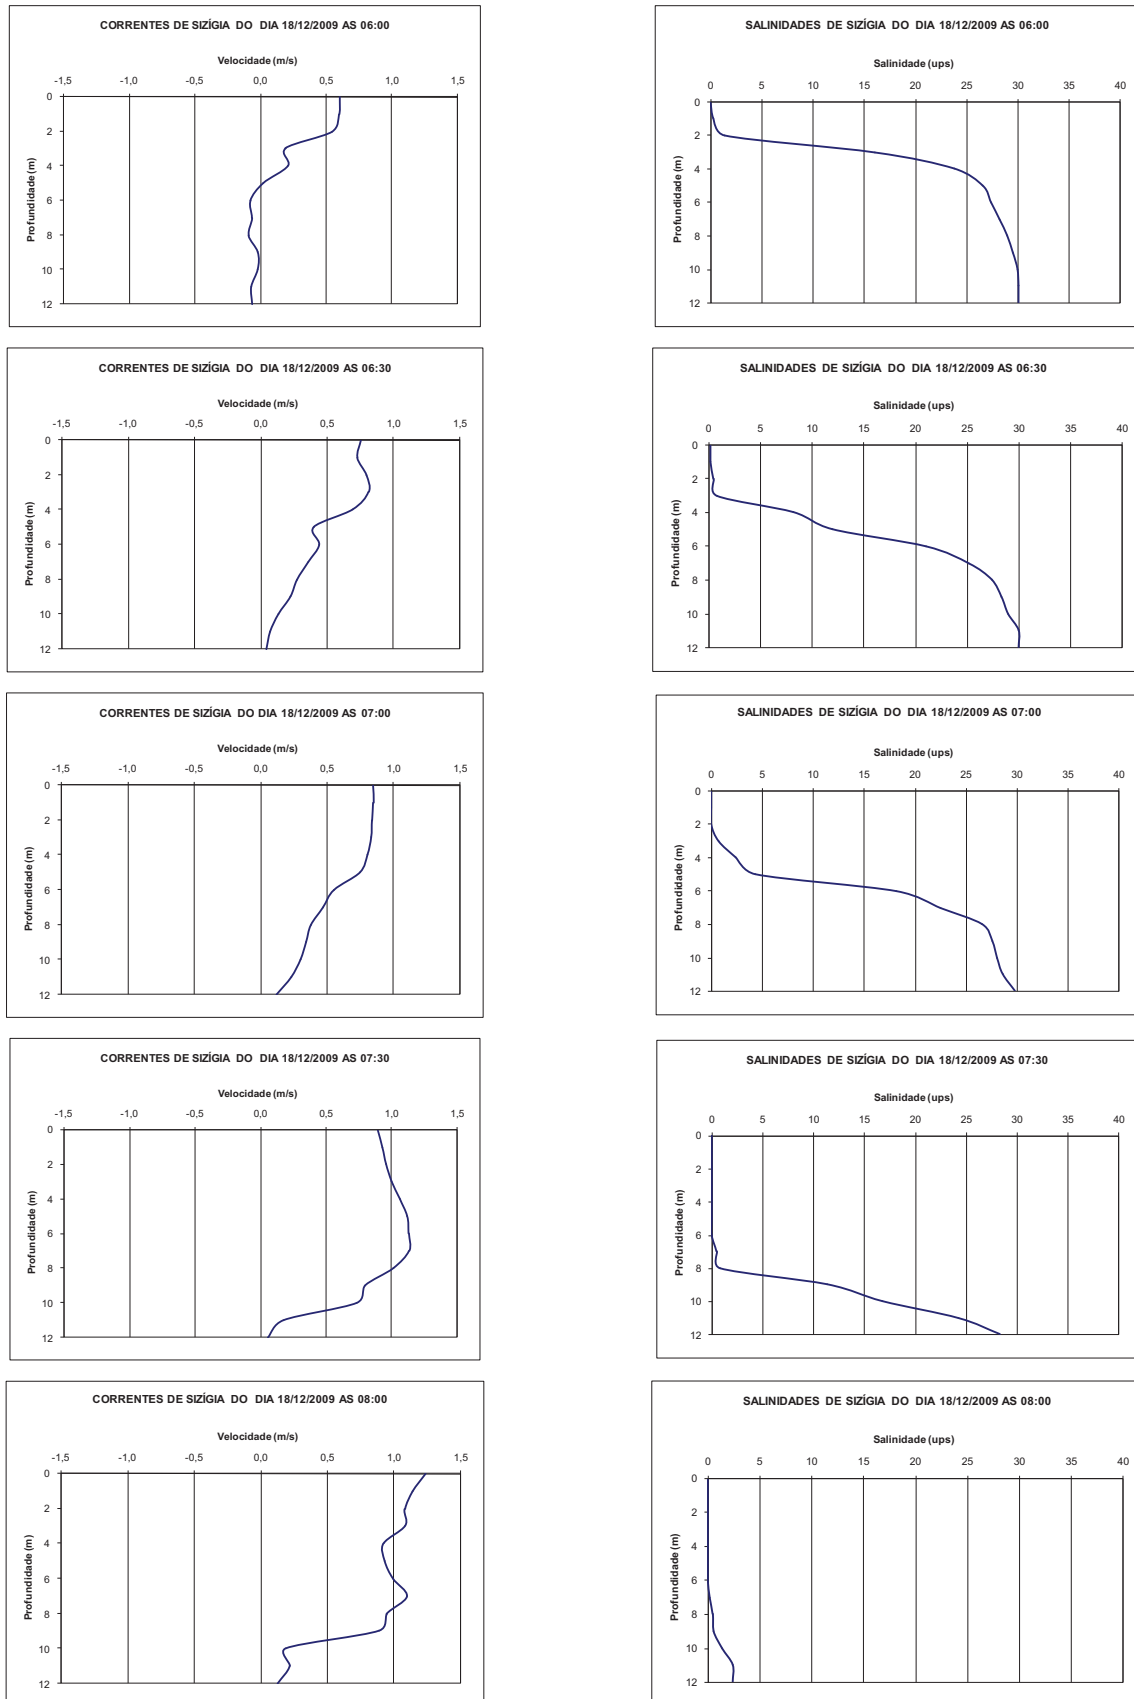 CORRENTES DE SIZÍGIA DO DIA 18/12/2009 AS 06:00
Velocidade (m/s)
-1,5 -1,0 -0,5 0,0 0,5 1,0 1,5
0
2
4
6
8
10
12
Profundidade (m)
SALINIDADES DE SIZÍGIA DO DIA 18/12/2009 AS 06:00
Salinidade (ups)
0 5 10 15 20 25 30 35 40
0
2
4
6
8
10
12
Profundidade (m)
CORRENTES DE SIZÍGIA DO DIA 18/12/2009 AS 06:30
Velocidade (m/s)
-1,5 -1,0 -0,5 0,0 0,5 1,0 1,5
0
2
4
6
8
10
12
Profundidade (m)
SALINIDADES DE SIZÍGIA DO DIA 18/12/2009 AS 06:30
Salinidade (ups)
0 5 10 15 20 25 30 35 40
0
2
4
6
8
10
12
Profundidade (m)
CORRENTES DE SIZÍGIA DO DIA 18/12/2009 AS 07:00
Velocidade (m/s)
-1,5 -1,0 -0,5 0,0 0,5 1,0 1,5
0
2
4
6
8
10
12
Profundidade (m)
SALINIDADES DE SIZÍGIA DO DIA 18/12/2009 AS 07:00
Salinidade (ups)
0 5 10 15 20 25 30 35 40
0
2
4
6
8
10
12
Profundidade (m)
CORRENTES DE SIZÍGIA DO DIA 18/12/2009 AS 07:30
Velocidade (m/s)
-1,5 -1,0 -0,5 0,0 0,5 1,0 1,5
0
2
4
6
8
10
12
Profundidade (m)
SALINIDADES DE SIZÍGIA DO DIA 18/12/2009 AS 07:30
Salinidade (ups)
0 5 10 15 20 25 30 35 40
0
2
4
6
8
10
12
Profundidade (m)
CORRENTES DE SIZÍGIA DO DIA 18/12/2009 AS 08:00
Velocidade (m/s)
-1,5 -1,0 -0,5 0,0 0,5 1,0 1,5
0
2
4
6
8
10
12
Profundidade (m)
SALINIDADES DE SIZÍGIA DO DIA 18/12/2009 AS 08:00
Salinidade (ups)
0 5 10 15 20 25 30 35 40
0
2
4
6
8
10
12
Profundidade (m)